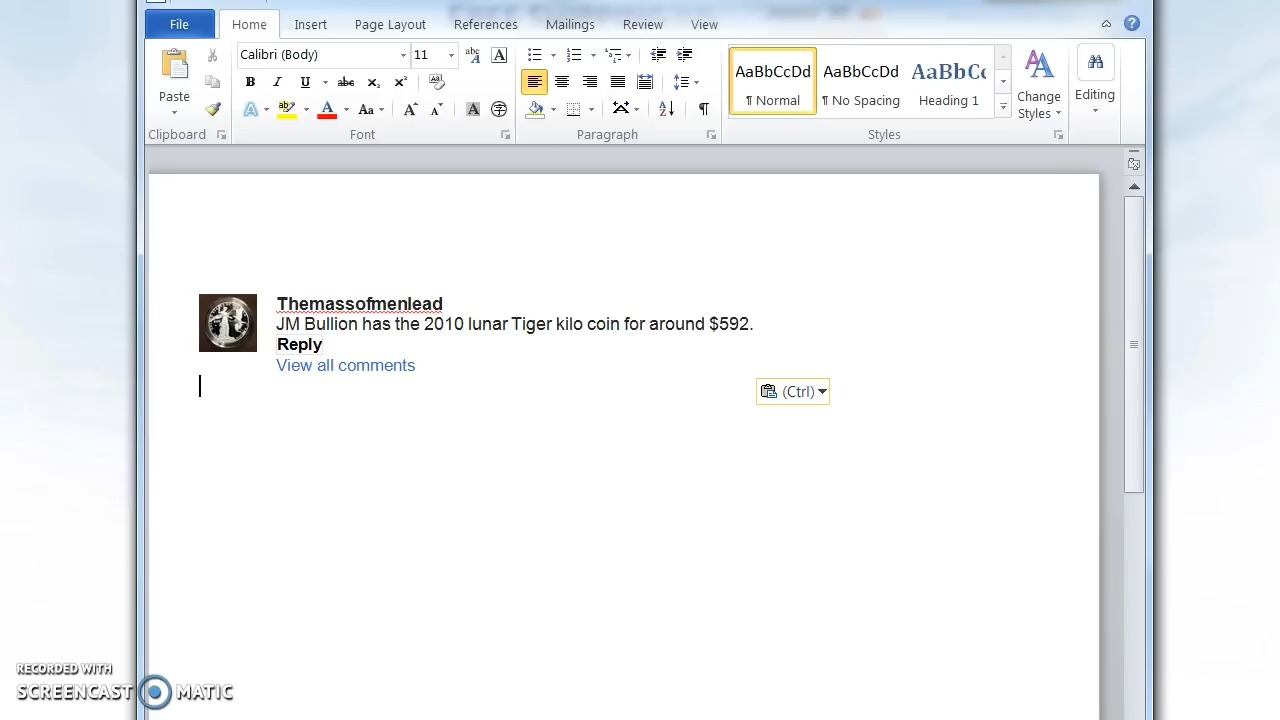 File Home Insert Page Layout References Mailings Review View
Calibri (Body) 11
AaBbCcDd AaBbCcDd AaBbCc
Paste
¶ Normal ¶ No Spacing Heading 1
Change Styles
Editing
Clipboard Font Paragraph Styles
Themassofmenlead
JM Bullion has the 2010 lunar Tiger kilo coin for around $592.
Reply
View all comments
(Ctrl)
RECORDED WITH
SCREENCAST MATIC